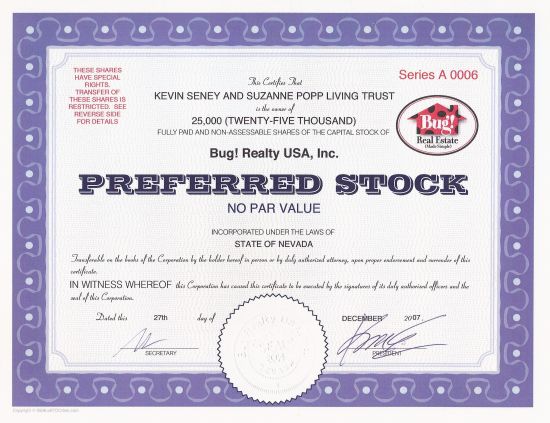 THESE SHARES
HAVE SPECIAL
RIGHTS.
TRANSFER OF
THESE SHARES IS
RESTRICTED. SEE
REVERSE SIDE
FOR DETAILS
Series A 0006
This Certifies That
KEVIN SENEY AND SUZANNE POPP LIVING TRUST
is the owner of
25,000 (TWENTY-FIVE THOUSAND)
FULLY PAID AND NON-ASSESSABLE SHARES OF THE CAPITAL STOCK OF
Bug!
Real Estate
(Made Simple)
Bug! Realty USA, Inc.
PREFERRED STOCK
NO PAR VALUE
INCORPORATED UNDER THE LAWS OF
STATE OF NEVADA
Transferable on the books of the Corporation by the holder hereof in person or by duly authorized attorney, upon proper endorsement and surrender of this
certificate.
IN WITNESS WHEREOF this Corporation has caused this certificate to be executed by the signatures of its duly authorized officers and the
seal of this Corporation.
Dated this 27th day of DECEMBER 2007.
SECRETARY
PRESIDENT